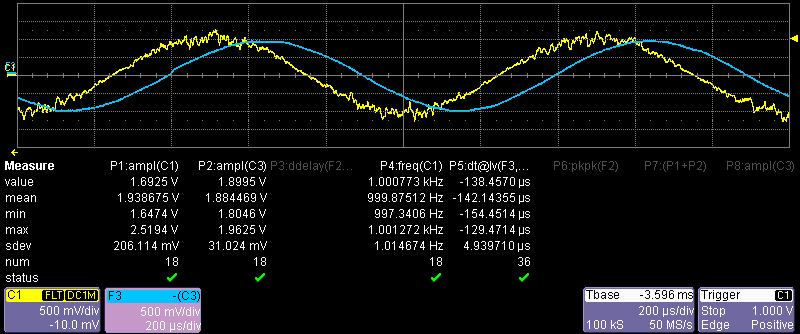 C1
Measure P1:ampl(C1) P2:ampl(C3) P3:ddelay(F2... P4:freq(C1) P5:dt@lv(F3,... P6:pkpk(F2) P7:(P1+P2) P8:ampl(C3)
value 1.6925 V 1.8995 V 1.000773 kHz -138.4570 µs
mean 1.938675 V 1.884469 V 999.87512 Hz -142.14355 µs
min 1.6474 V 1.8046 V 997.3406 Hz -154.4514 µs
max 2.5194 V 1.9625 V 1.001272 kHz -129.4714 µs
sdev 206.114 mV 31.024 mV 1.014674 Hz 4.939710 µs
num 18 18 18 36
status
C1 FLT DC1M F3 -(C3) Tbase -3.596 ms Trigger C1
500 mV/div 500 mV/div 200 µs/div Stop 1.000 V
-10.0 mV 200 µs/div 100 kS 50 MS/s Edge Positive